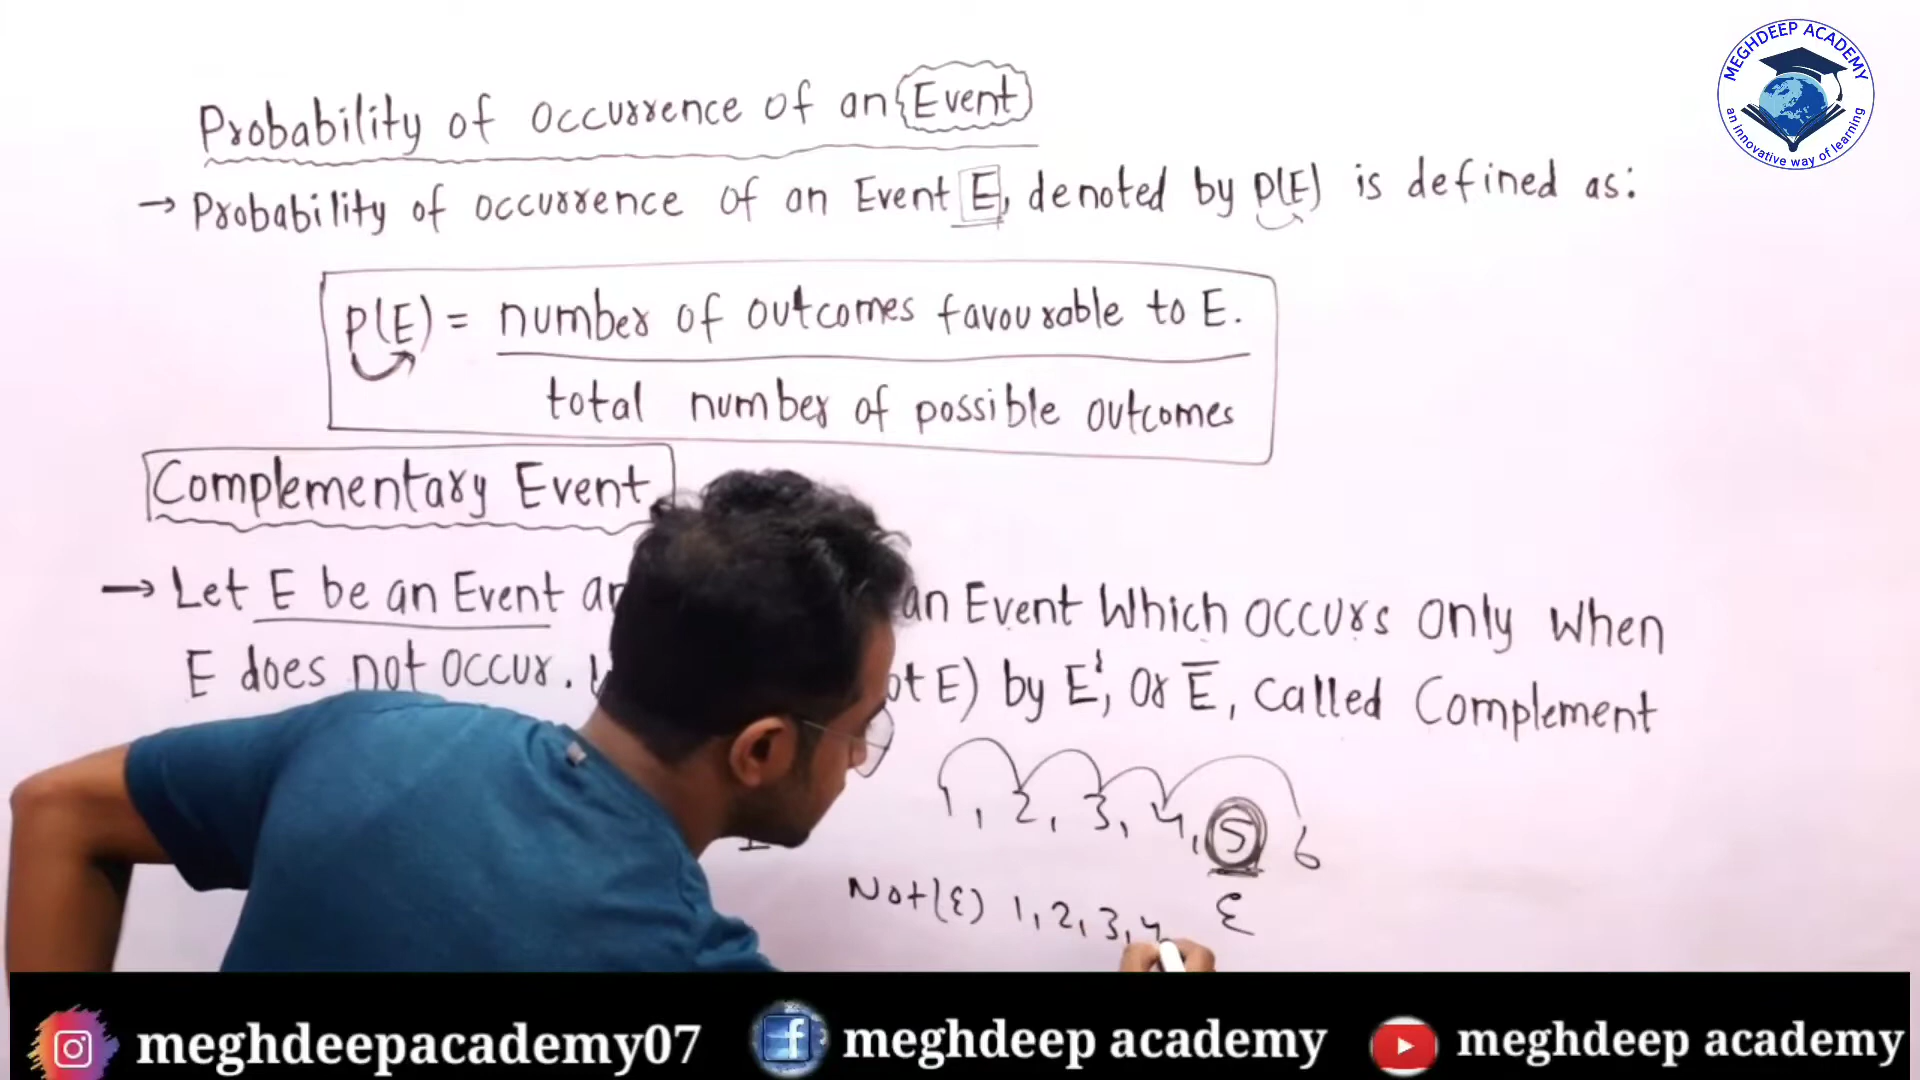 Probability of occurrence of an Event
→ Probability of occurrence of an Event E, denoted by P(E) is defined as:
P(E) = number of outcomes favourable to E.
total number of possible outcomes
Complementary Event
→ Let E be an Event an Event which occurs only when
E does not occur. E) by E', or E̅, called Complement
1, 2, 3, 4, 5 6
Not(E) 1, 2, 3, 4 E
MEGHDEEP ACADEMY
an innovative way of learning
meghdeepacademy07 meghdeep academy meghdeep academy